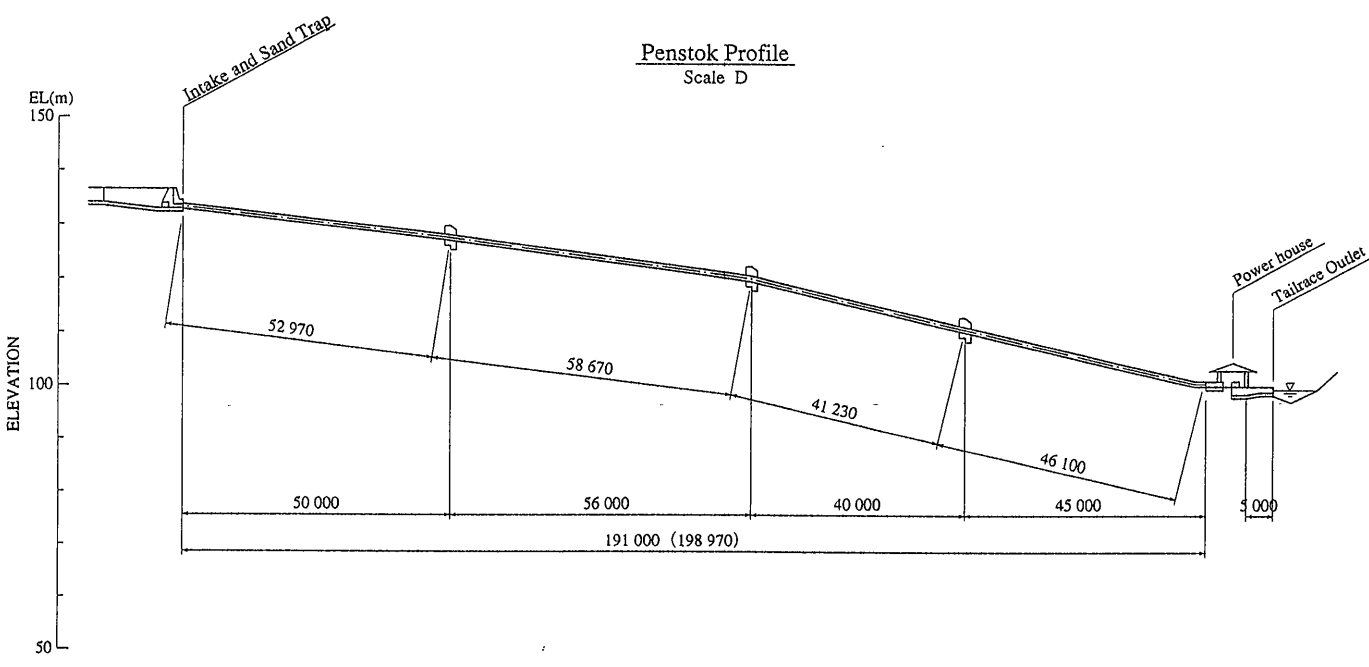 Penstok Profile
Scale D
Intake and Sand Trap
EL(m)
150
Power house
Tailrace Outlet
ELEVATION
100
52 970
58 670
41 230
46 100
50 000
56 000
40 000
45 000
5 000
191 000 (198 970)
50